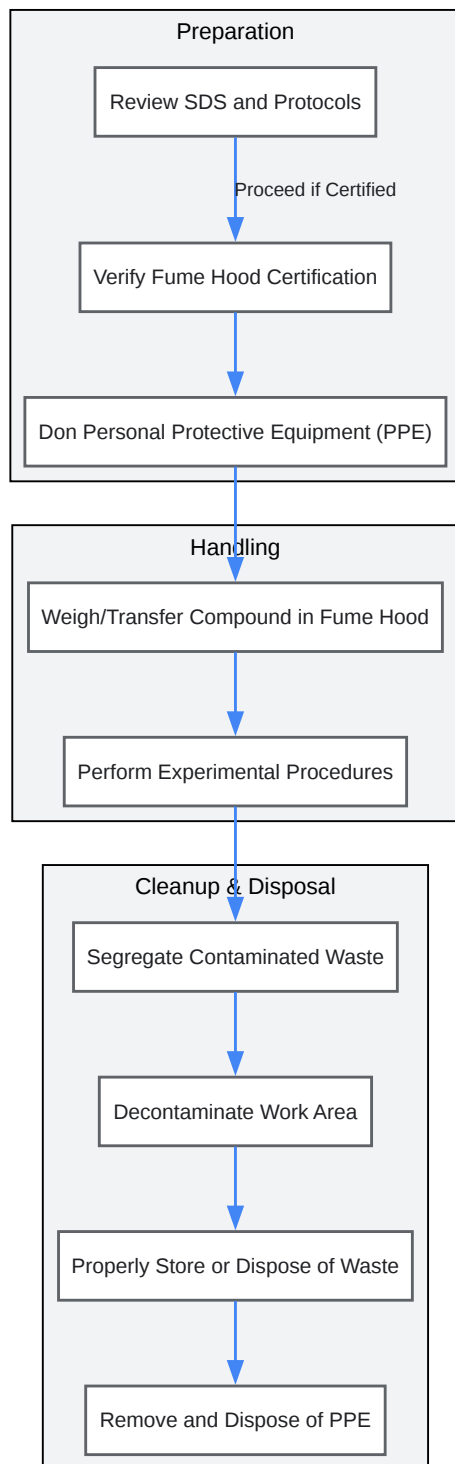 Preparation
Review SDS and Protocols
Proceed if Certified
Verify Fume Hood Certification
Don Personal Protective Equipment (PPE)
Handling
Weigh/Transfer Compound in Fume Hood
Perform Experimental Procedures
Cleanup & Disposal
Segregate Contaminated Waste
Decontaminate Work Area
Properly Store or Dispose of Waste
Remove and Dispose of PPE